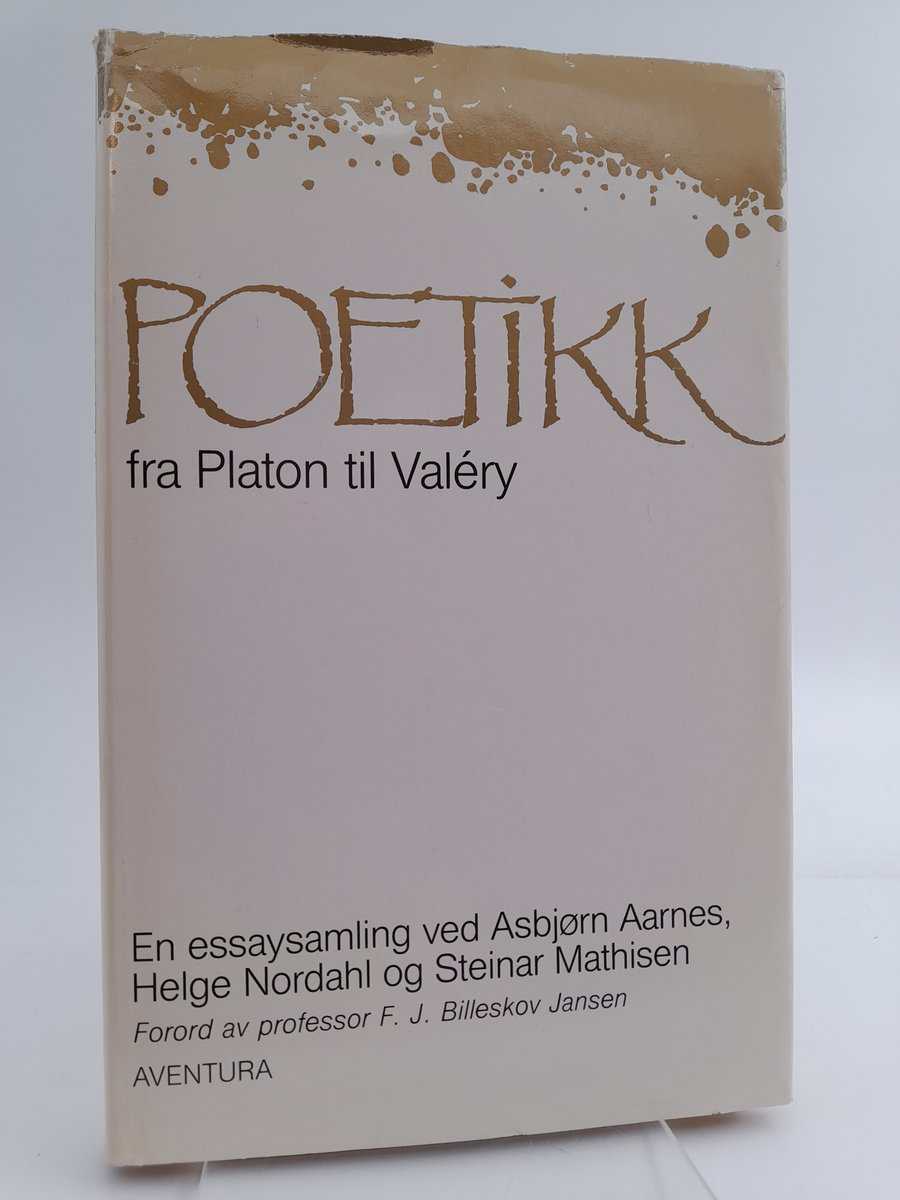 POETIKK
fra Platon til Valéry
En essaysamling ved Asbjørn Aarnes,
Helge Nordahl og Steinar Mathisen
Forord av professor F. J. Billeskov Jansen
AVENTURA